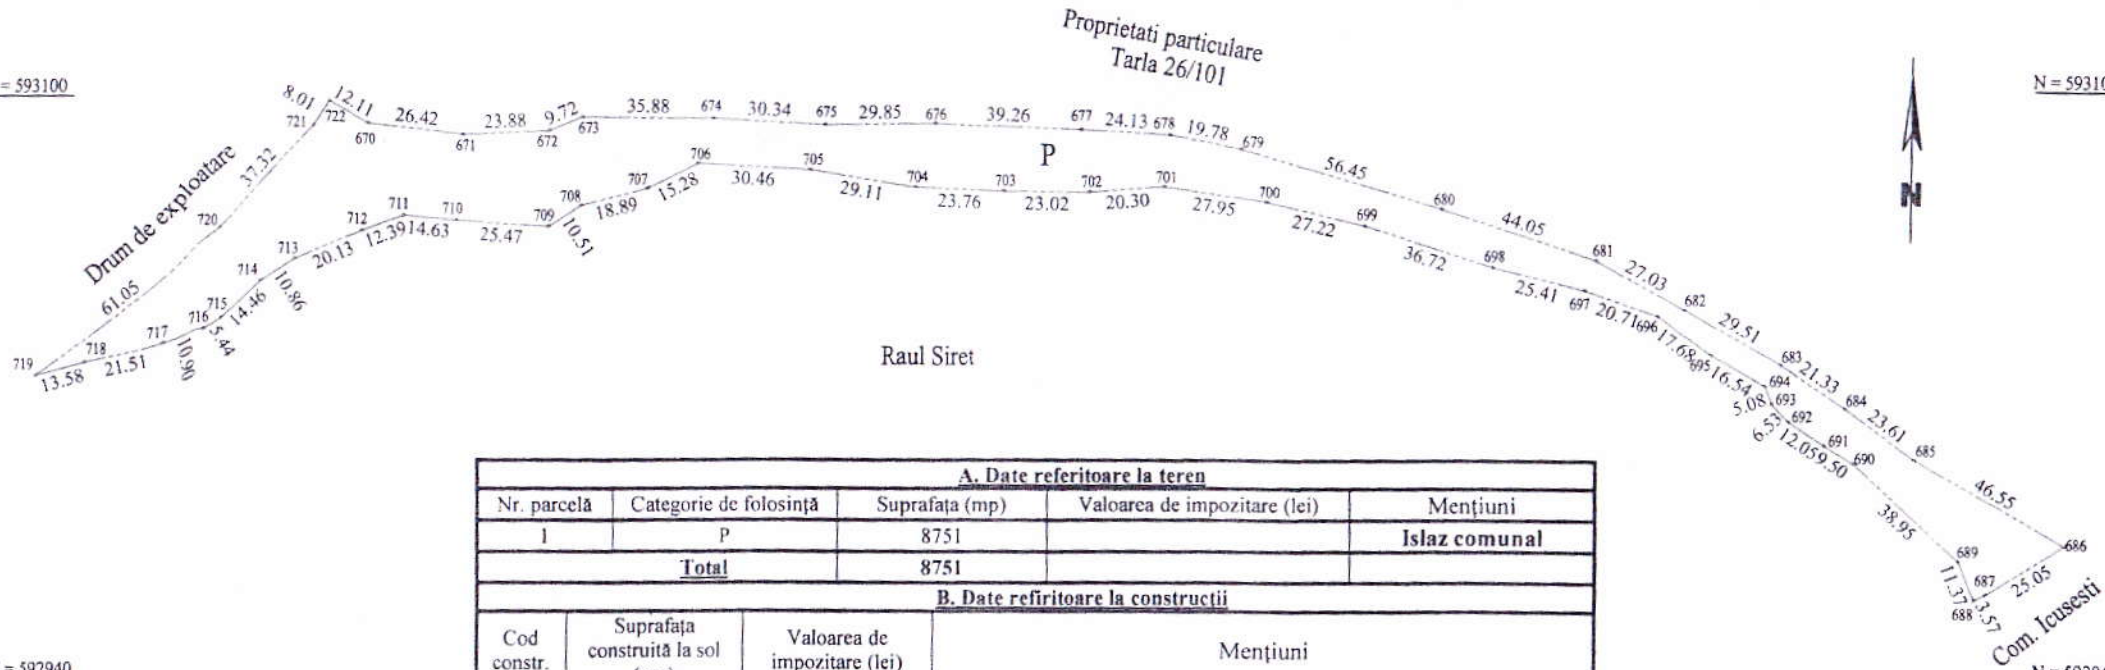 Proprietati particulare
Tarla 26/101
= 593100
N = 59310
8.01 12.11 26.42 23.88 9.72 35.88 674 30.34 675 29.85 676 39.26 677 24.13 678 19.78 679
721 722 670 671 672 673
56.45 680 44.05 681 27.03 682 29.51 683 21.33 684 23.61 685 46.55 686
P
N
Drum de exploatare
37.32
720
61.05
719 13.58 718 21.51 717 10.90 716 5.44 715 14.46 714 10.86 713 20.13 712 12.39 711 14.63 710 25.47 709 10.51 708 18.89 707 15.28 706 30.46 705 29.11 704 23.76 703 23.02 702 20.30 701 27.95 700 27.22 699 36.72 698 25.41 697 20.71 696 17.68 695 16.54 694 5.08 693 6.53 692 12.05 691 9.50 690 38.95 689 11.37 688 3.57 687 25.05
Raul Siret
Com. Icusesti
A. Date referitoare la teren
Nr. parcelă Categorie de folosință Suprafața (mp) Valoarea de impozitare (lei) Mențiuni
1 P 8751 Islaz comunal
Total 8751
B. Date refiritoare la construcții
Cod constr. Suprafața construită la sol Valoarea de impozitare (lei) Mențiuni
= 592940